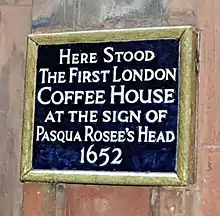 Here Stood
The First London
Coffee House
at the sign of
Pasqua Rosee's Head
1652